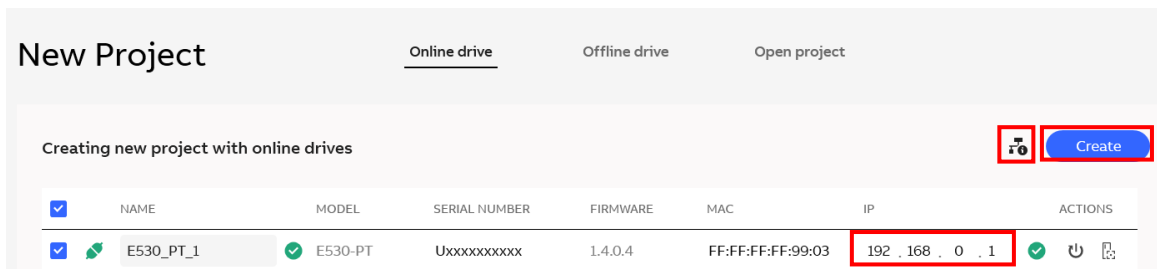 New Project Online drive Offline drive Open project
Creating new project with online drives Create
NAME MODEL SERIAL NUMBER FIRMWARE MAC IP ACTIONS
E530_PT_1 E530-PT Uxxxxxxxxxx 1.4.0.4 FF:FF:FF:FF:99:03 192 . 168 . 0 . 1